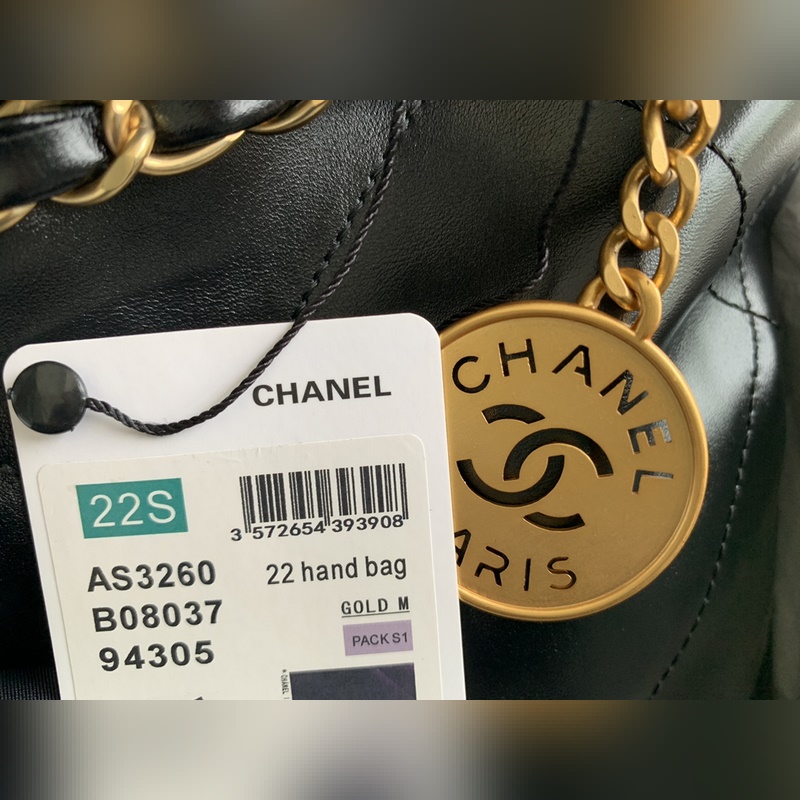 CHANEL
22S
3 572654 393908
AS3260
22 hand bag
B08037
GOLD M
94305
PACK S1
CHANEL
ARIS